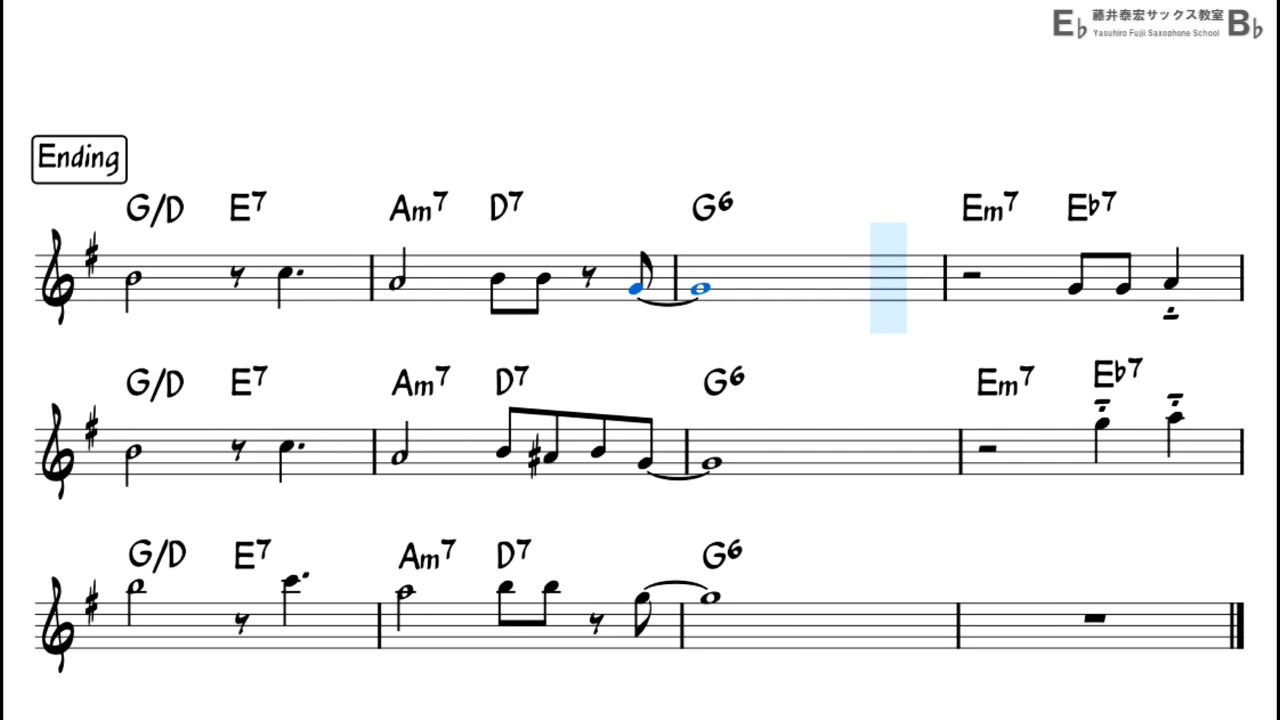 E♭ 藤井泰宏サックス教室 B♭
Yasuhiro Fujii Saxophone School
Ending
G/D E7 Am7 D7 G6 Em7 E♭7
G/D E7 Am7 D7 G6 Em7 E♭7
G/D E7 Am7 D7 G6